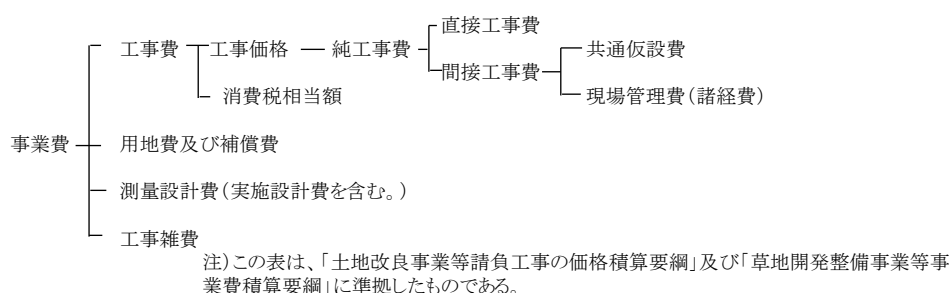 直接工事費
工事費 工事価格 純工事費 共通仮設費
間接工事費
消費税相当額 現場管理費(諸経費)
事業費 用地費及び補償費
測量設計費(実施設計費を含む。)
工事雑費
注)この表は、「土地改良事業等請負工事の価格積算要綱」及び「草地開発整備事業等事
業費積算要綱」に準拠したものである。